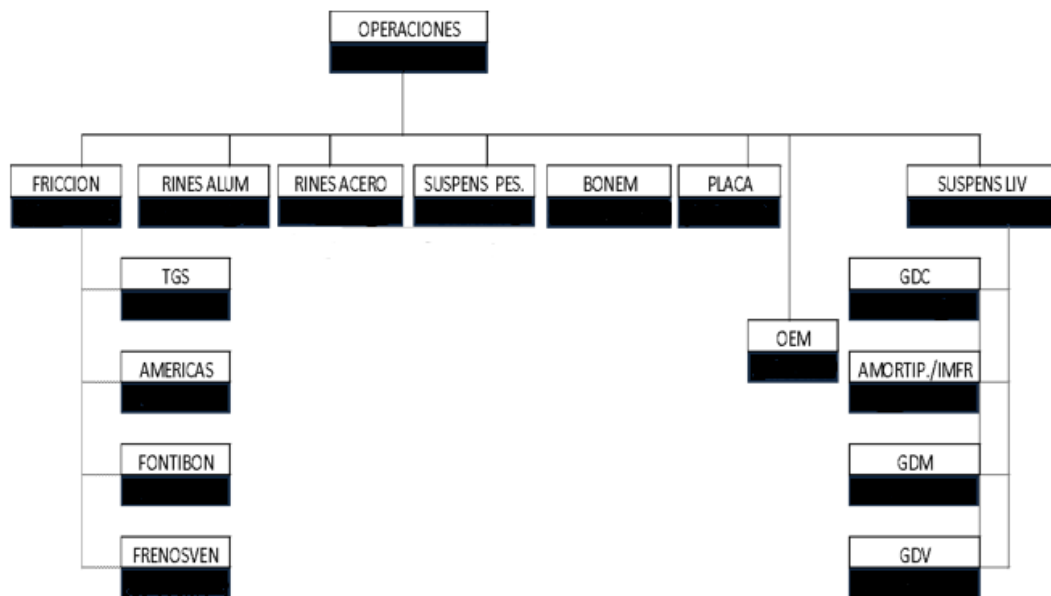 OPERACIONES
FRICCION
RINES ALUM
RINES ACERO
SUSPENS PES.
BONEM
PLACA
SUSPENS LIV
TGS
GDC
OEM
AMERICAS
AMORTIP./IMFR
FONTIBON
GDM
FRENOSVEN
GDV